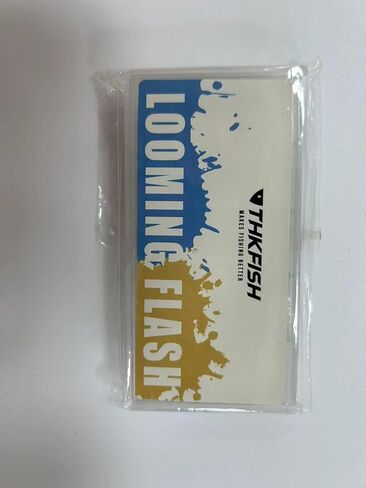 THKFISH
MAKES FISHING BETTER
LOOMING FLASH